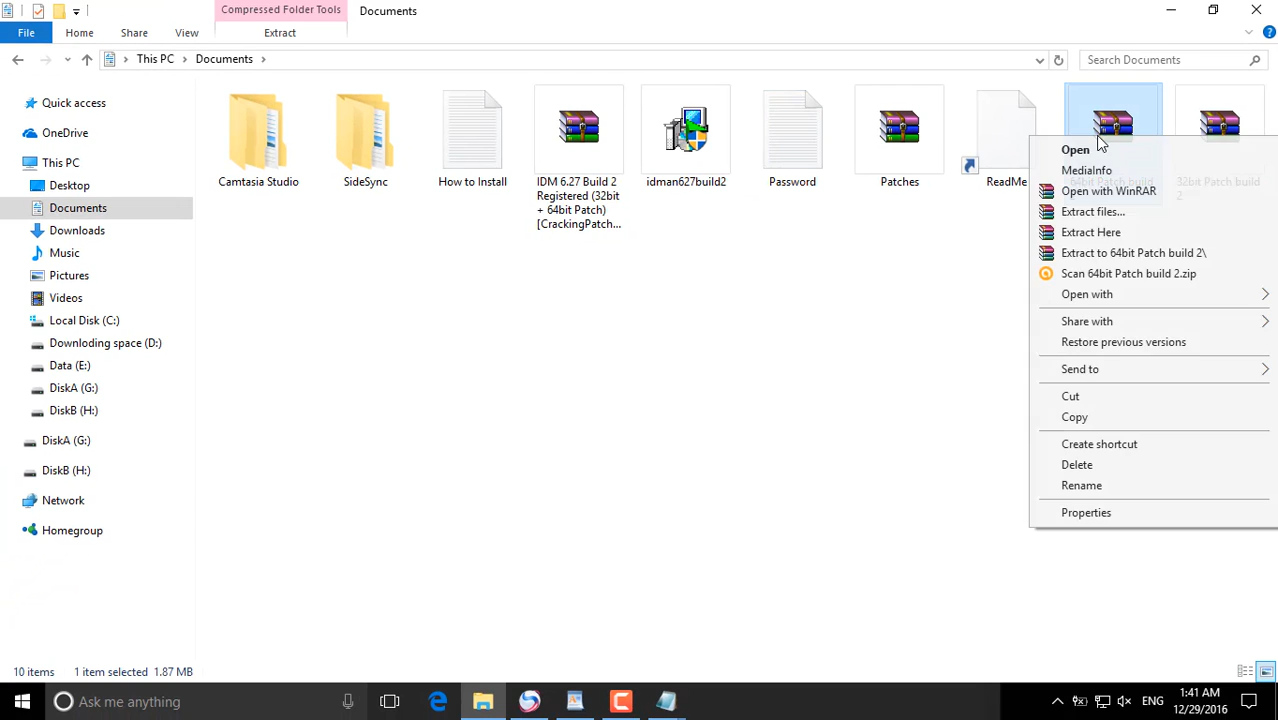 Compressed Folder Tools
Documents
File
Home
Share
View
Extract
This PC
Documents
Search Documents
Quick access
OneDrive
This PC
Desktop
Documents
Downloads
Music
Pictures
Videos
Local Disk (C:)
Downloding space (D:)
Data (E:)
DiskA (G:)
DiskB (H:)
DiskA (G:)
DiskB (H:)
Network
Homegroup
Camtasia Studio
SideSync
How to Install
IDM 6.27 Build 2
Registered (32bit
+ 64bit Patch)
[CrackingPatch...
idman627build2
Password
Patches
ReadMe
64bit Patch build
32bit Patch build
2
Open
MediaInfo
Open with WinRAR
Extract files...
Extract Here
Extract to 64bit Patch build 2\
Scan 64bit Patch build 2.zip
Open with
Share with
Restore previous versions
Send to
Cut
Copy
Create shortcut
Delete
Rename
Properties
10 items
1 item selected 1.87 MB
Ask me anything
ENG
1:41 AM
12/29/2016